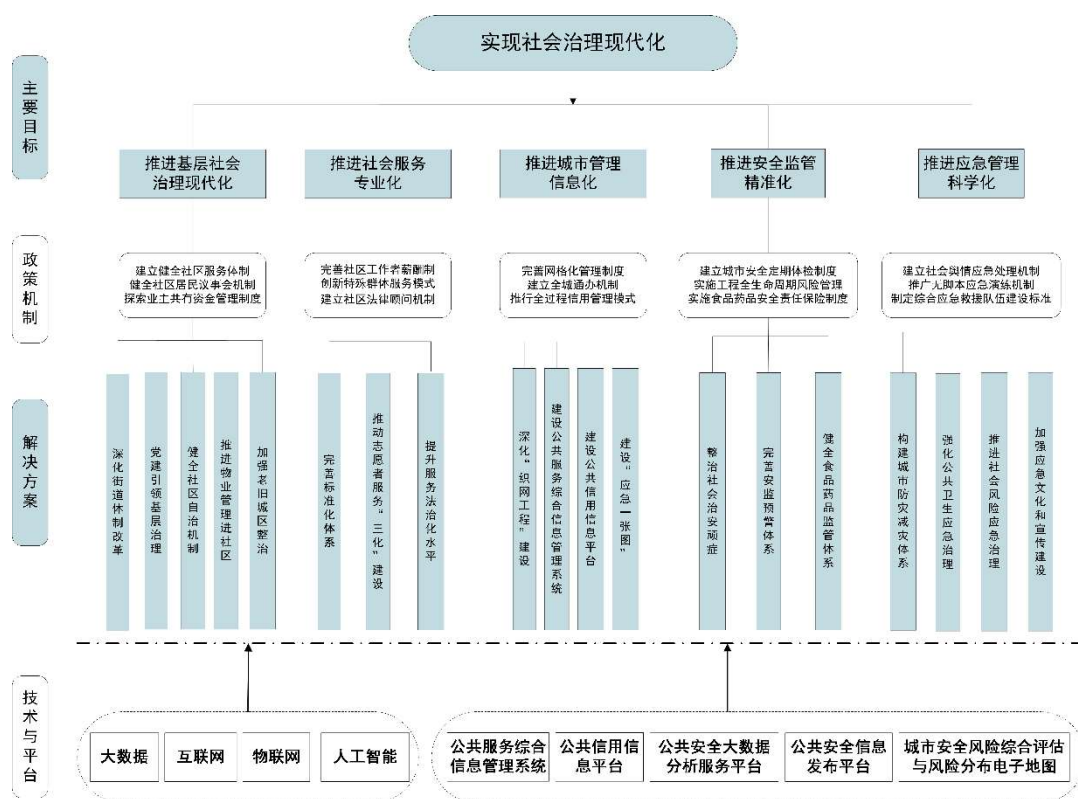 实现社会治理现代化
主要目标
推进基层社会
治理现代化
推进社会服务
专业化
推进城市管理
信息化
推进安全监管
精准化
推进应急管理
科学化
政策机制
建立健全社区服务体制
健全社区居民议事会机制
探索业主共有资金管理制度
完善社区工作者薪酬制
创新特殊群体服务模式
建立社区法律顾问机制
完善网格化管理制度
建立全城通办机制
推行全过程信用管理模式
建立城市安全定期体检制度
实施工程全生命周期风险管理
实施食品药品安全责任保险制度
建立社会舆情应急处理机制
推广无脚本应急演练机制
制定综合应急救援队伍建设标准
解决方案
深化街道体制改革
党建引领基层治理
健全社区自治机制
推进物业管理进社区
加强老旧城区整治
完善标准化体系
推动志愿者服务“三化”建设
提升服务法治化水平
深化“织网工程”建设
建设公共服务综合信息管理系统
建设公共信用信息平台
建设“应急一张图”
整治社会治安顽症
完善安监预警体系
健全食品药品监管体系
构建城市防灾减灾体系
强化公共卫生应急治理
推进社会风险应急治理
加强应急文化和宣传建设
技术与平台
大数据
互联网
物联网
人工智能
公共服务综合
信息管理系统
公共信用信
息平台
公共安全大数据
分析服务平台
公共安全信息
发布平台
城市安全风险综合评估
与风险分布电子地图